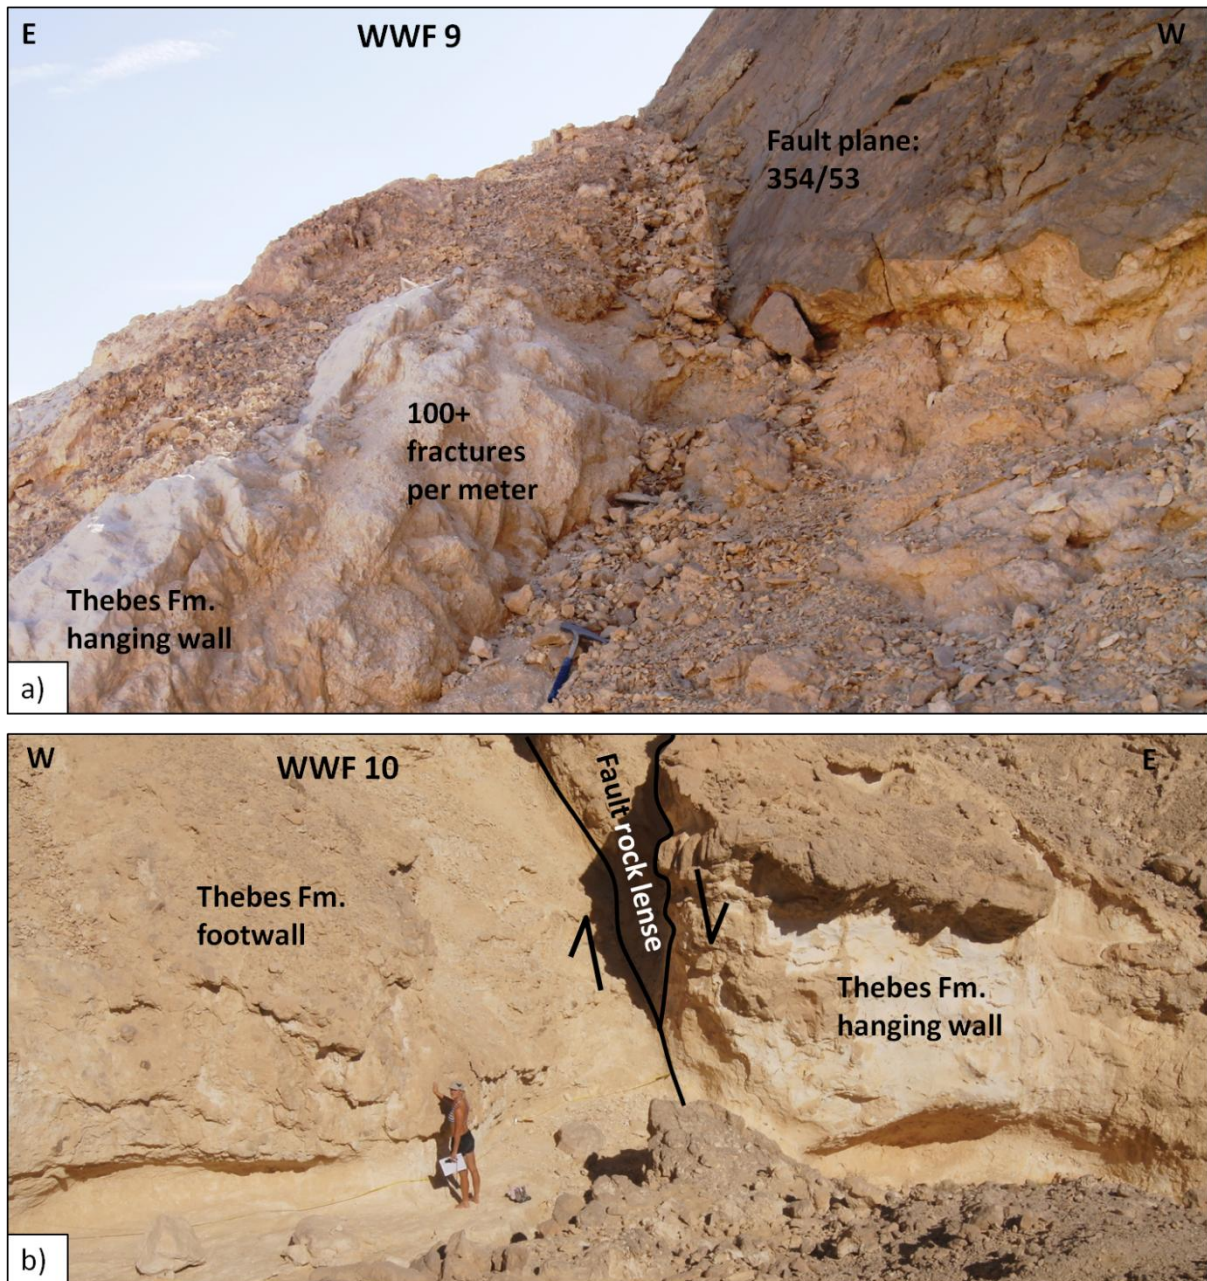 E
WWF 9
W
Fault plane:
354/53
100+
fractures
per meter
Thebes Fm.
hanging wall
a)
W
WWF 10
E
Fault rock lense
Thebes Fm.
footwall
Thebes Fm.
hanging wall
b)